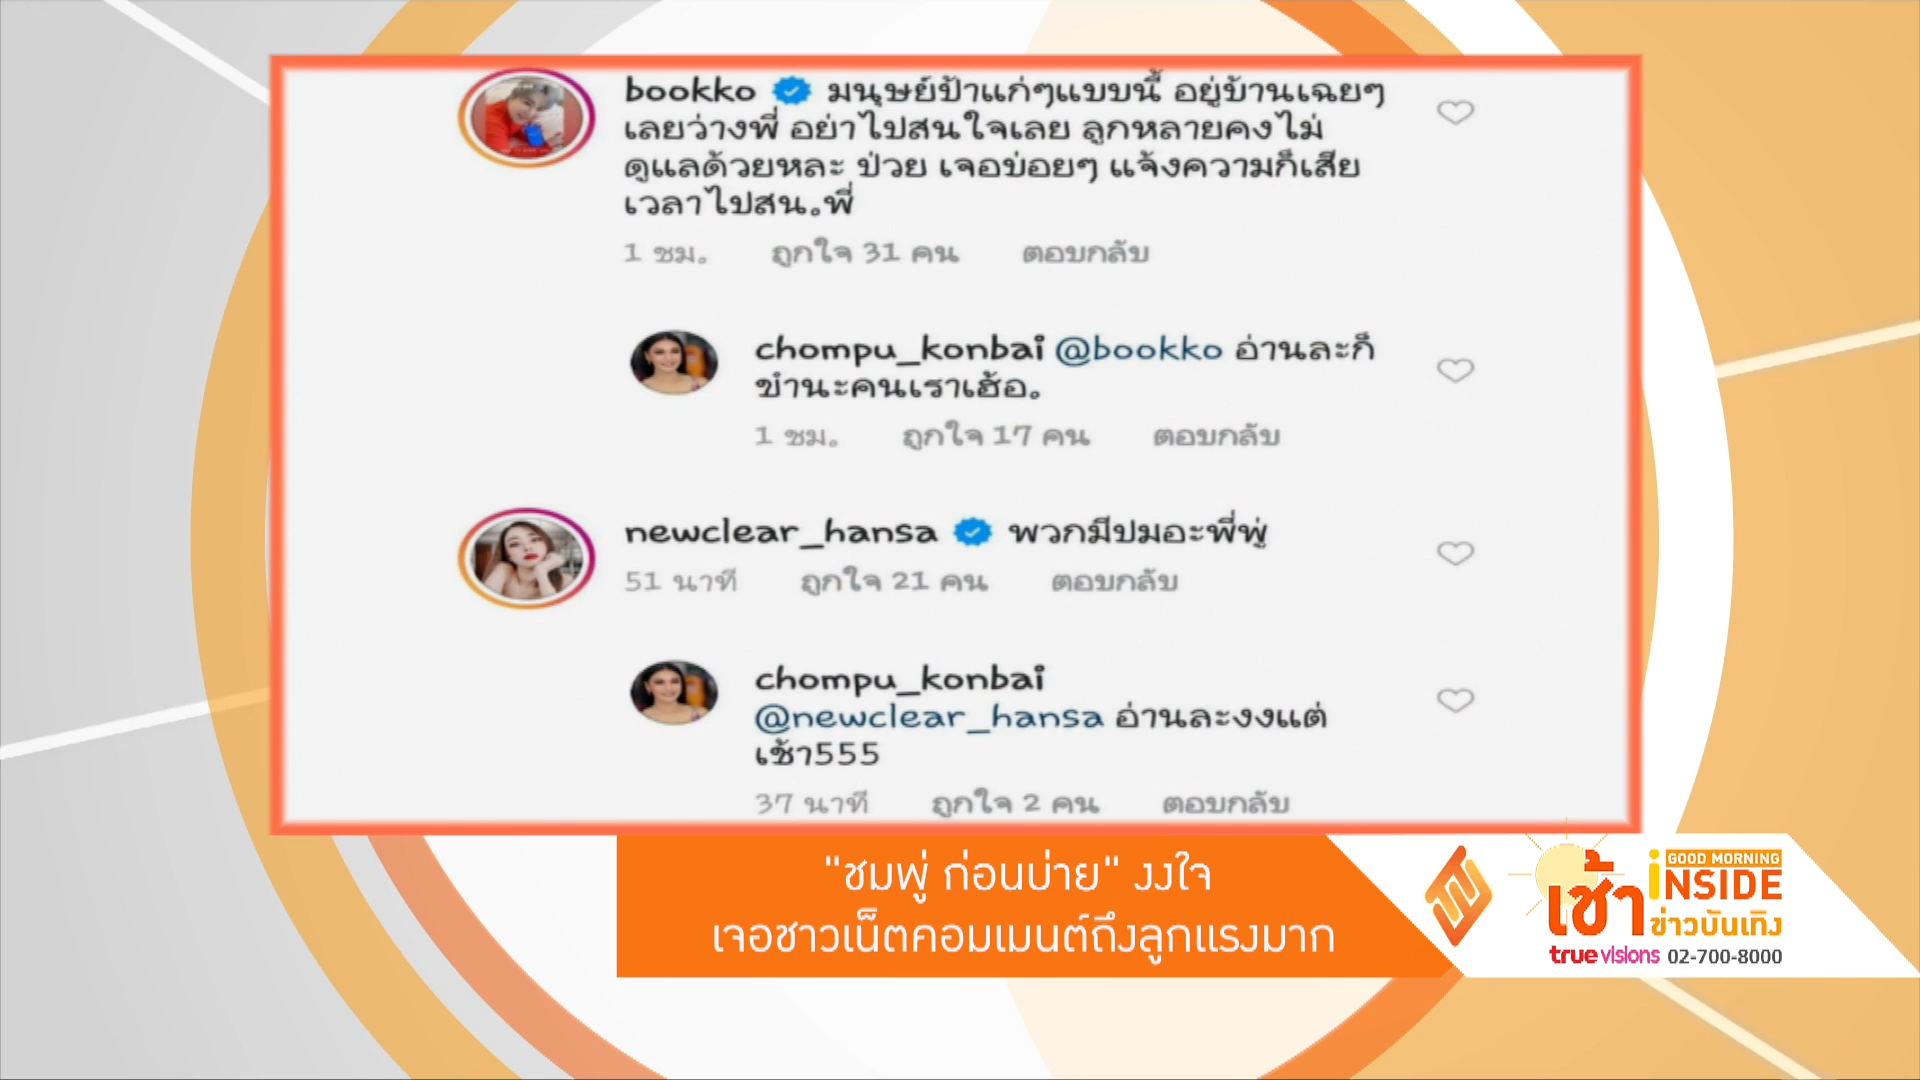 bookko มนุษย์ป้าแก่ๆแบบนี้ อยู่บ้านเฉยๆ
เลยว่างพี่ อย่าไปสนใจเลย ลูกหลายคงไม่
ดูแลด้วยหละ ป่วย เจอบ่อยๆ แจ้งความก็เสีย
เวลาไปสน.พี่
1 ชม. ถูกใจ 31 คน ตอบกลับ
chompu_konbai @bookko อ่านละก็
ขำนะคนเราเฮ้อ.
1 ชม. ถูกใจ 17 คน ตอบกลับ
newclear_hansa พวกมีปมอะพี่พู่
51 นาที ถูกใจ 21 คน ตอบกลับ
chompu_konbai
@newclear_hansa อ่านละงงแต่
เช้า555
37 นาที ถูกใจ 2 คน ตอบกลับ
"ชมพู่ ก่อนบ่าย" งงใจ
เจอชาวเน็ตคอมเมนต์ถึงลูกแรงมาก
เช้า GOOD MORNING
iNSIDE
ข่าวบันเทิง
truevisions 02-700-8000